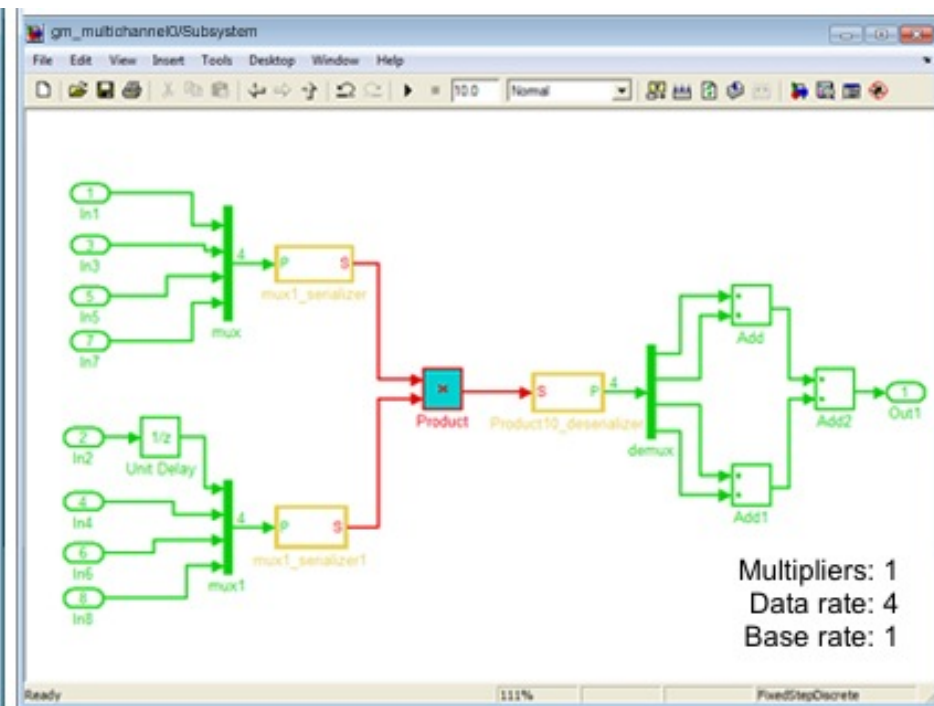 gm_multichannel0/Subsystem
File Edit View Insert Tools Desktop Window Help
10.0 Normal
1
In1
3
In3
5
In5
7
In7
4
mux
P S
mux1_serializer
2
In2
1/z
Unit Delay
4
In4
6
In6
8
In8
4
mux1
P S
mux1_serializer1
×
Product
S P
Product10_deserializer
4
demux
+
+
Add
+
+
Add1
+
+
Add2
1
Out1
Multipliers: 1
Data rate: 4
Base rate: 1
Ready 111% FixedStepDiscrete